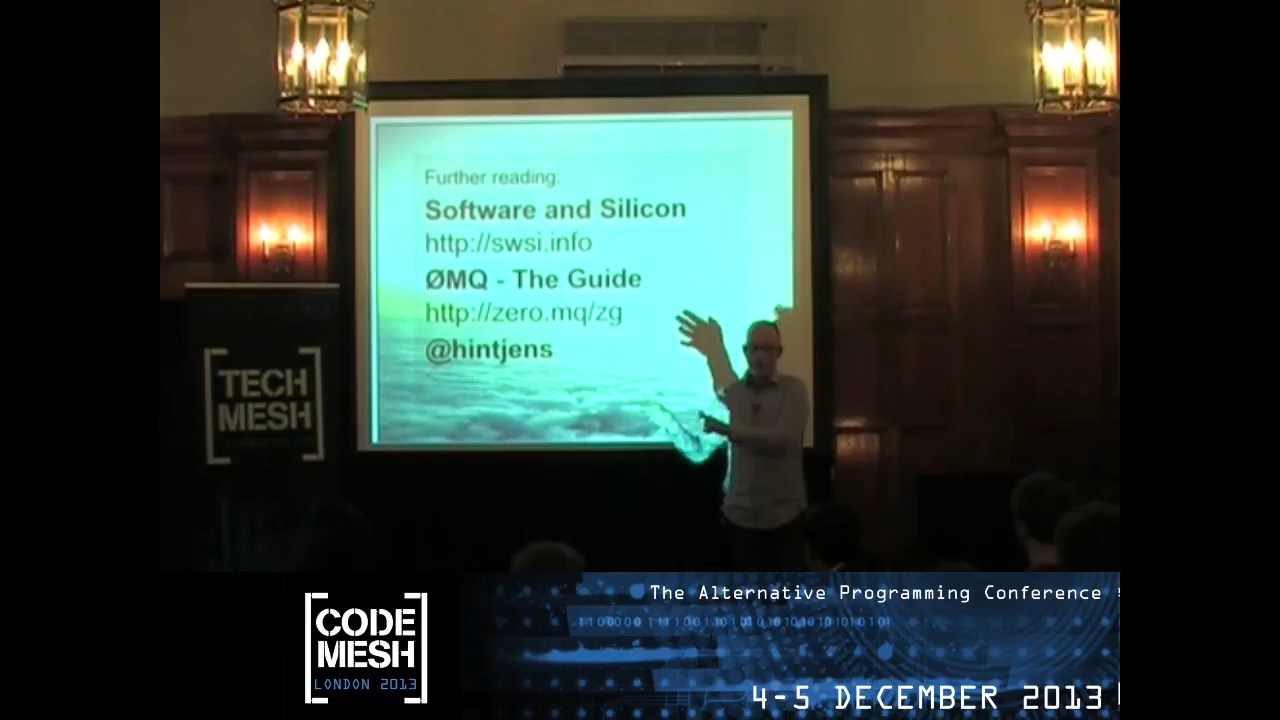 Further reading:
Software and Silicon
http://swsi.info
ØMQ - The Guide
http://zero.mq/zg
@hintjens
TECH
MESH
CODE
MESH
LONDON 2013
The Alternative Programming Conference
4-5 DECEMBER 2013